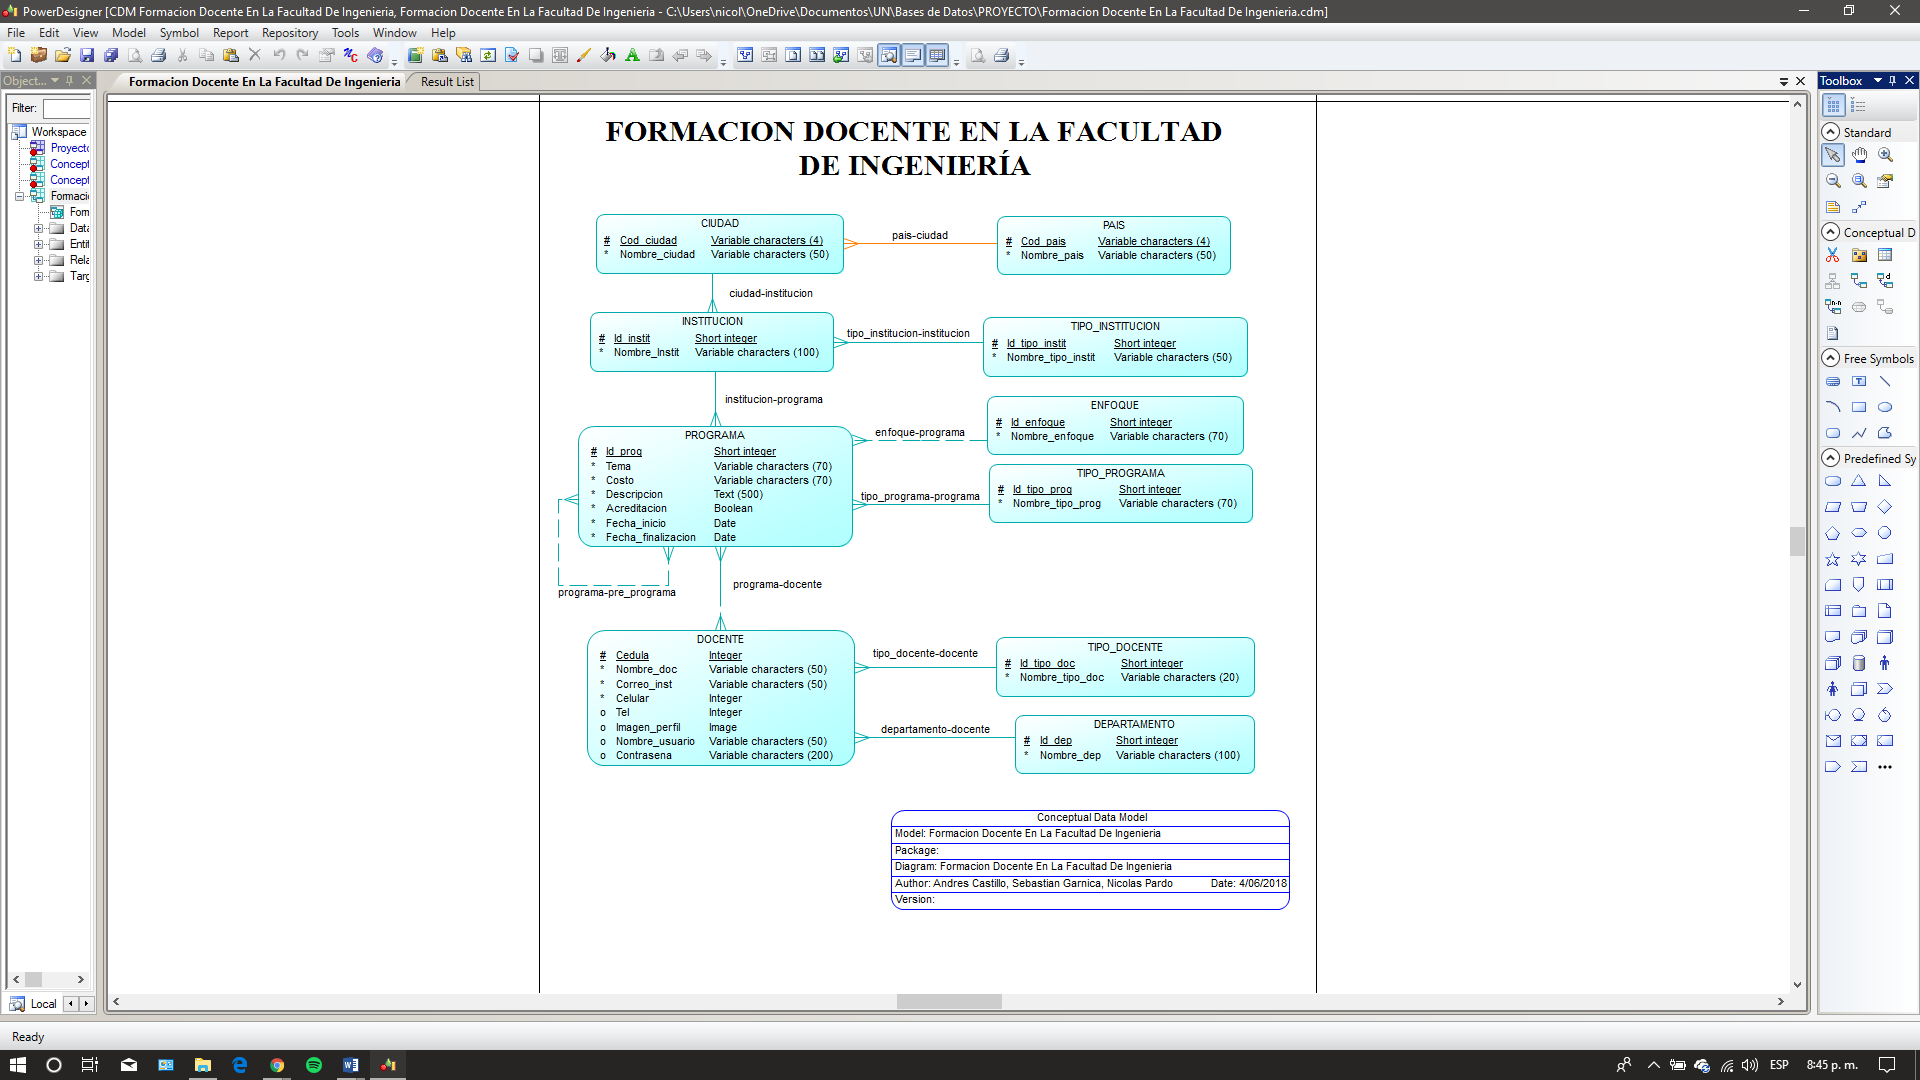 PowerDesigner [CDM Formacion Docente En La Facultad De Ingenieria, Formacion Docente En La Facultad De Ingenieria - C:\Users\nicol\OneDrive\Documentos\UN\Bases de Datos\PROYECTO\Formacion Docente En La Facultad De Ingenieria.cdm]
File Edit View Model Symbol Report Repository Tools Window Help
Object...
Formacion Docente En La Facultad De Ingenieria
Result List
Toolbox
Filter:
Workspace
Proyecto
Concept
Concept
Formaci
Form
Data
Entit
Rela
Targ
Local
FORMACION DOCENTE EN LA FACULTAD
DE INGENIERÍA
CIUDAD
# Cod_ciudad Variable characters (4)
* Nombre_ciudad Variable characters (50)
pais-ciudad
PAIS
# Cod_pais Variable characters (4)
* Nombre_pais Variable characters (50)
ciudad-institucion
INSTITUCION
# Id_instit Short integer
* Nombre_Instit Variable characters (100)
tipo_institucion-institucion
TIPO_INSTITUCION
# Id_tipo_instit Short integer
* Nombre_tipo_instit Variable characters (50)
institucion-programa
ENFOQUE
# Id_enfoque Short integer
* Nombre_enfoque Variable characters (70)
enfoque-programa
PROGRAMA
# Id_prog Short integer
* Tema Variable characters (70)
* Costo Variable characters (70)
* Descripcion Text (500)
* Acreditacion Boolean
* Fecha_inicio Date
* Fecha_finalizacion Date
tipo_programa-programa
TIPO_PROGRAMA
# Id_tipo_prog Short integer
* Nombre_tipo_prog Variable characters (70)
programa-pre_programa
programa-docente
DOCENTE
# Cedula Integer
* Nombre_doc Variable characters (50)
* Correo_inst Variable characters (50)
* Celular Integer
o Tel Integer
o Imagen_perfil Image
o Nombre_usuario Variable characters (50)
o Contrasena Variable characters (200)
tipo_docente-docente
TIPO_DOCENTE
# Id_tipo_doc Short integer
* Nombre_tipo_doc Variable characters (20)
departamento-docente
DEPARTAMENTO
# Id_dep Short integer
* Nombre_dep Variable characters (100)
Conceptual Data Model
Model: Formacion Docente En La Facultad De Ingenieria
Package:
Diagram: Formacion Docente En La Facultad De Ingenieria
Author: Andres Castillo, Sebastian Garnica, Nicolas Pardo Date: 4/06/2018
Version:
Standard
Conceptual D
Free Symbols
Predefined Sy
Ready
ESP
8:45 p. m.